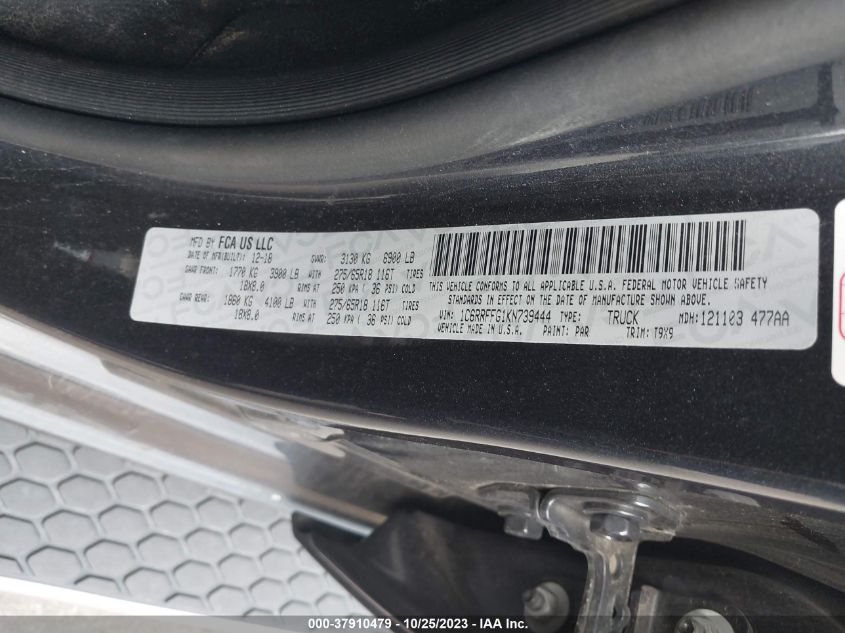 MFD BY FCA US LLC
DATE OF MFR(BUILT): 12-18 GVWR: 3130 KG 6900 LB
GAWR FRONT: 1770 KG 3900 LB WITH 275/65R18 116T TIRES
18X8.0 RIMS AT 250 KPA ( 36 PSI) COLD
GAWR REAR: 1860 KG 4100 LB WITH 275/65R18 116T TIRES
18X8.0 RIMS AT 250 KPA ( 36 PSI) COLD
THIS VEHICLE CONFORMS TO ALL APPLICABLE U.S.A. FEDERAL MOTOR VEHICLE SAFETY
STANDARDS IN EFFECT ON THE DATE OF MANUFACTURE SHOWN ABOVE.
VIN: 1C6RRFFG1KN739444 TYPE: TRUCK MDH: 121103 477AA
VEHICLE MADE IN U.S.A. PAINT: PAR TRIM: T9X9
000-37910479 - 10/25/2023 - IAA Inc.